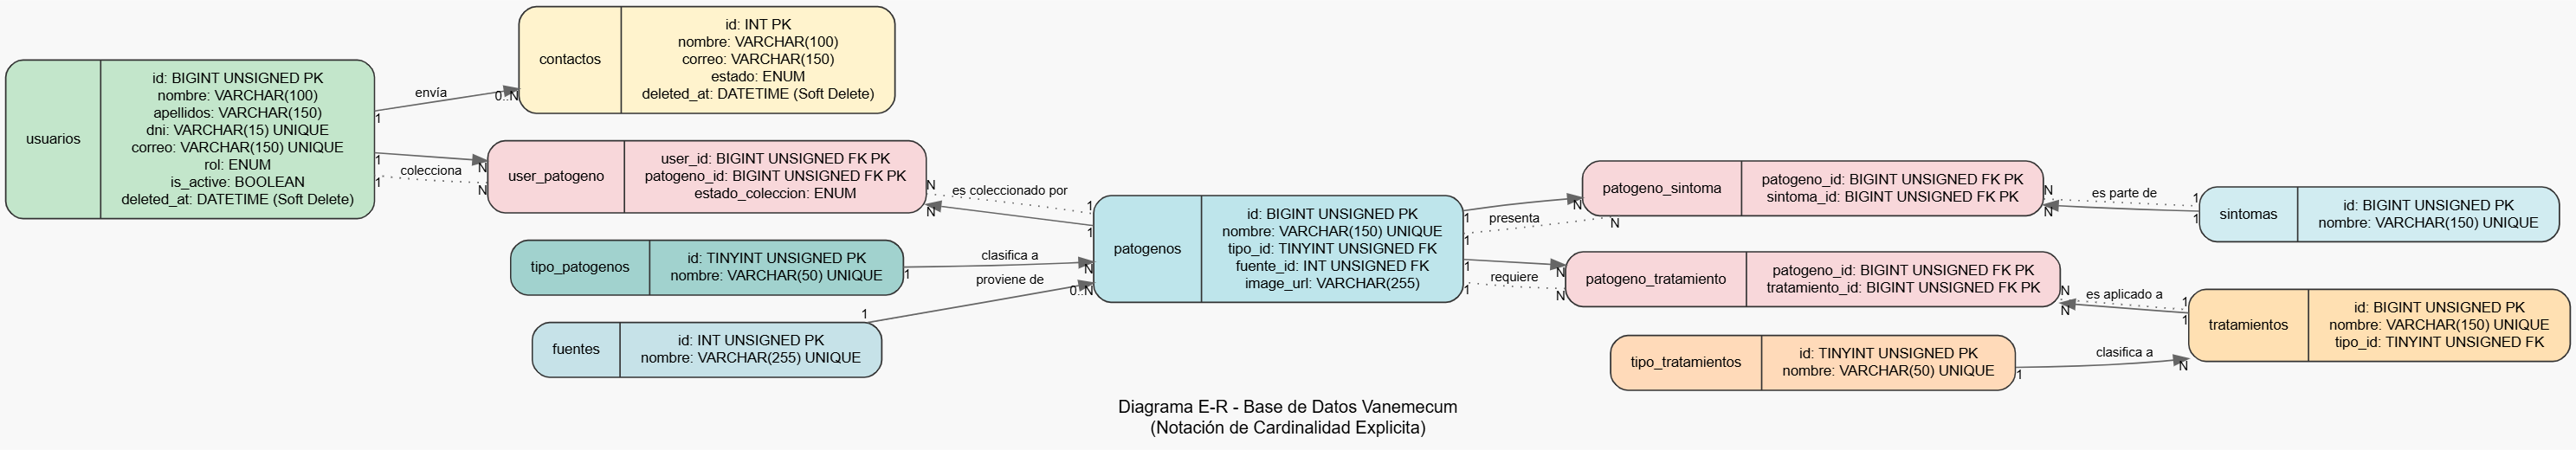 usuarios
id: BIGINT UNSIGNED PK
nombre: VARCHAR(100)
apellidos: VARCHAR(150)
dni: VARCHAR(15) UNIQUE
correo: VARCHAR(150) UNIQUE
rol: ENUM
is_active: BOOLEAN
deleted_at: DATETIME (Soft Delete)
envía
1
0..N
1
N
colecciona
1
N
contactos
id: INT PK
nombre: VARCHAR(100)
correo: VARCHAR(150)
estado: ENUM
deleted_at: DATETIME (Soft Delete)
user_patogeno
user_id: BIGINT UNSIGNED FK PK
patogeno_id: BIGINT UNSIGNED FK PK
estado_coleccion: ENUM
N
es coleccionado por
1
N
1
tipo_patogenos
id: TINYINT UNSIGNED PK
nombre: VARCHAR(50) UNIQUE
clasifica a
1
N
proviene de
1
0..N
fuentes
id: INT UNSIGNED PK
nombre: VARCHAR(255) UNIQUE
patogenos
id: BIGINT UNSIGNED PK
nombre: VARCHAR(150) UNIQUE
tipo_id: TINYINT UNSIGNED FK
fuente_id: INT UNSIGNED FK
image_url: VARCHAR(255)
1
N
presenta
1
N
1
N
requiere
1
N
patogeno_sintoma
patogeno_id: BIGINT UNSIGNED FK PK
sintoma_id: BIGINT UNSIGNED FK PK
N
es parte de
1
N
1
sintomas
id: BIGINT UNSIGNED PK
nombre: VARCHAR(150) UNIQUE
patogeno_tratamiento
patogeno_id: BIGINT UNSIGNED FK PK
tratamiento_id: BIGINT UNSIGNED FK PK
N
es aplicado a
1
N
1
tratamientos
id: BIGINT UNSIGNED PK
nombre: VARCHAR(150) UNIQUE
tipo_id: TINYINT UNSIGNED FK
tipo_tratamientos
id: TINYINT UNSIGNED PK
nombre: VARCHAR(50) UNIQUE
clasifica a
1
N
Diagrama E-R - Base de Datos Vanemecum
(Notación de Cardinalidad Explicita)